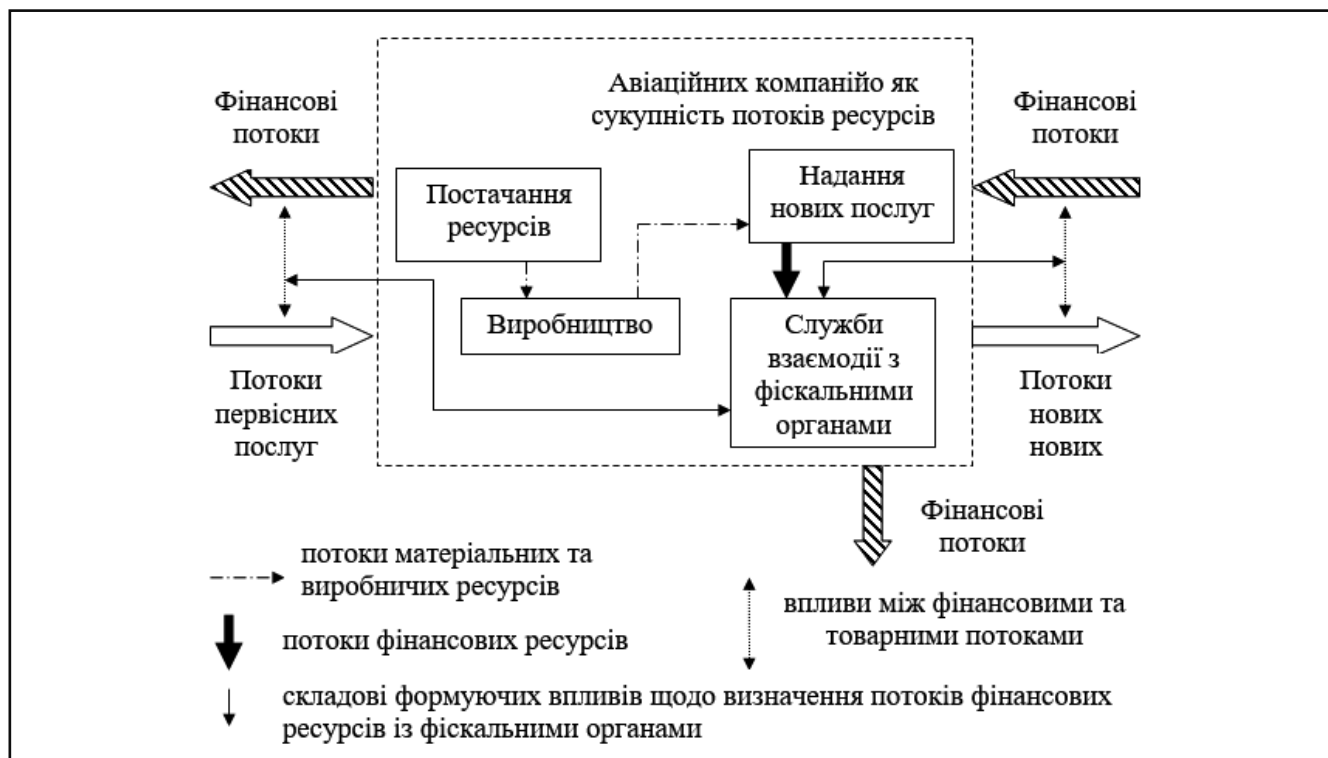 Авіаційних компанійо як
сукупність потоків ресурсів
Фінансові
потоки
Фінансові
потоки
Постачання
ресурсів
Надання
нових послуг
Виробництво
Служби
взаємодії з
фіскальними
органами
Потоки
первісних
послуг
Потоки
нових
нових
Фінансові
потоки
потоки матеріальних та
виробничих ресурсів
впливи між фінансовими та
товарними потоками
потоки фінансових ресурсів
складові формуючих впливів щодо визначення потоків фінансових
ресурсів із фіскальними органами